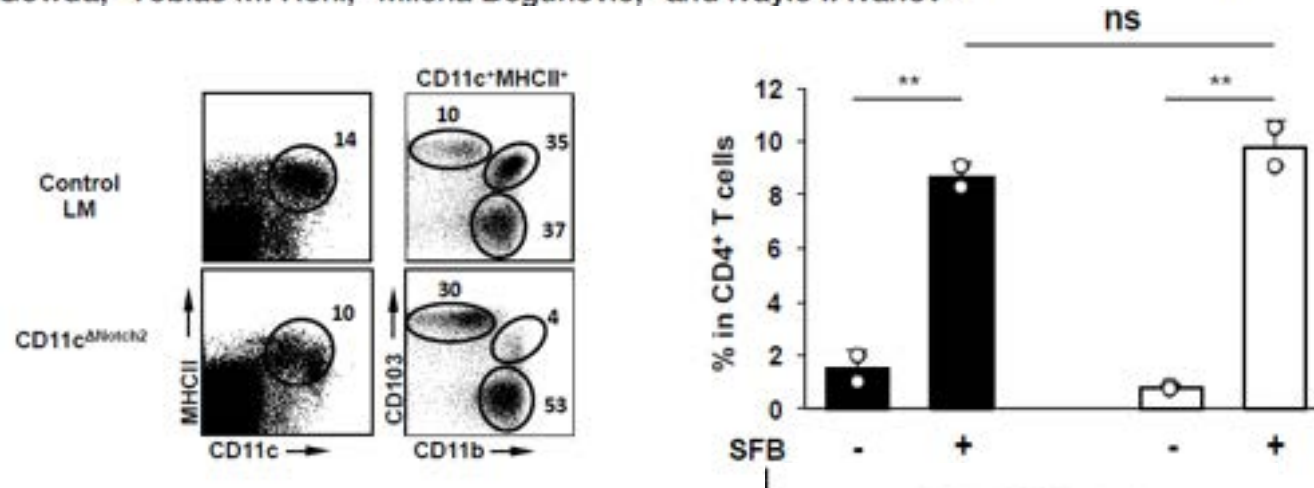 and
ns
CD11c⁺MHCII⁺
Control
LM
14
10
35
37
** **
12
10
8
6
4
2
0
% in CD4⁺ T cells
CD11c^ΔNotch2
10
30
4
53
MHCII
CD103
CD11c
CD11b
SFB - + - +